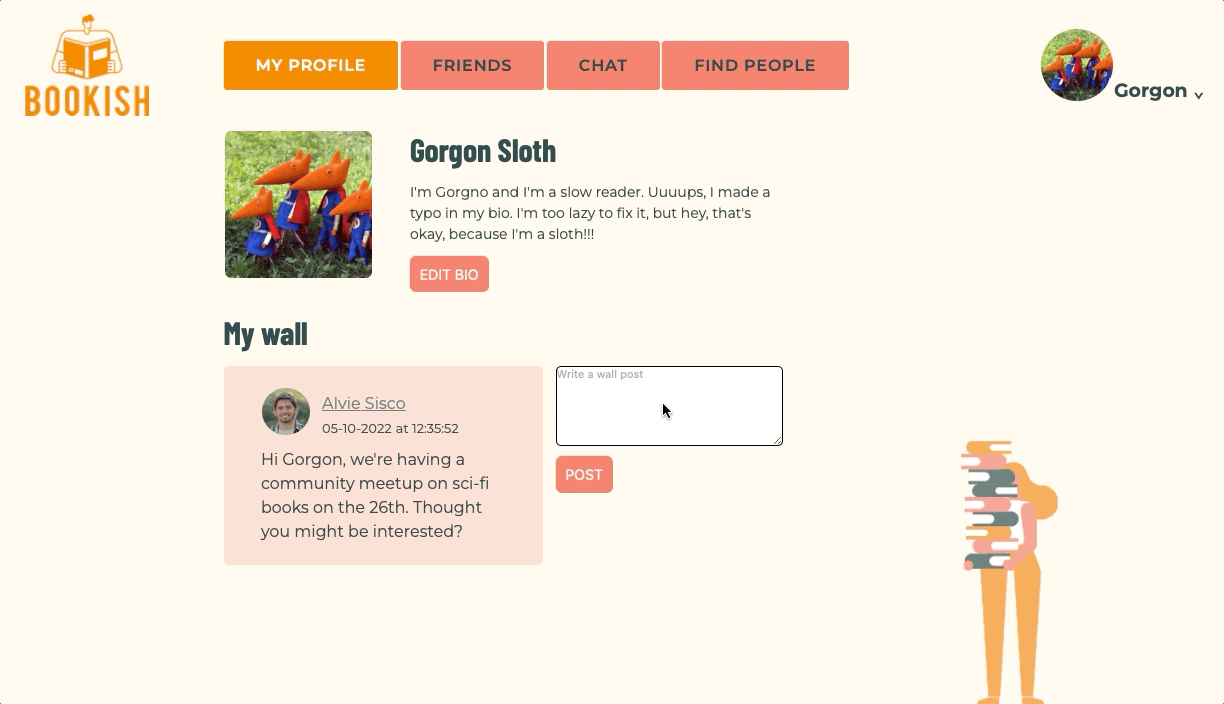 BOOKISH
MY PROFILE
FRIENDS
CHAT
FIND PEOPLE
Gorgon
Gorgon Sloth
I'm Gorgno and I'm a slow reader. Uuuups, I made a
typo in my bio. I'm too lazy to fix it, but hey, that's
okay, because I'm a sloth!!!
EDIT BIO
My wall
Alvie Sisco
05-10-2022 at 12:35:52
Hi Gorgon, we're having a
community meetup on sci-fi
books on the 26th. Thought
you might be interested?
Write a wall post
POST